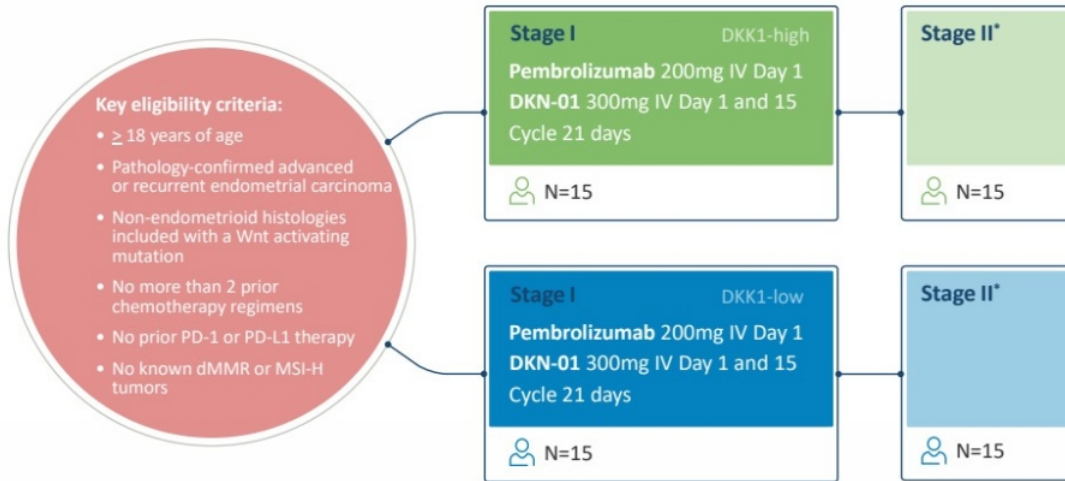 Key eligibility criteria:
• ≥ 18 years of age
• Pathology-confirmed advanced
or recurrent endometrial carcinoma
• Non-endometrioid histologies
included with a Wnt activating
mutation
• No more than 2 prior
chemotherapy regimens
• No prior PD-1 or PD-L1 therapy
• No known dMMR or MSI-H
tumors
Stage I DKK1-high
Pembrolizumab 200mg IV Day 1
DKN-01 300mg IV Day 1 and 15
Cycle 21 days
N=15
Stage II*
N=15
Stage I DKK1-low
Pembrolizumab 200mg IV Day 1
DKN-01 300mg IV Day 1 and 15
Cycle 21 days
N=15
Stage II*
N=15